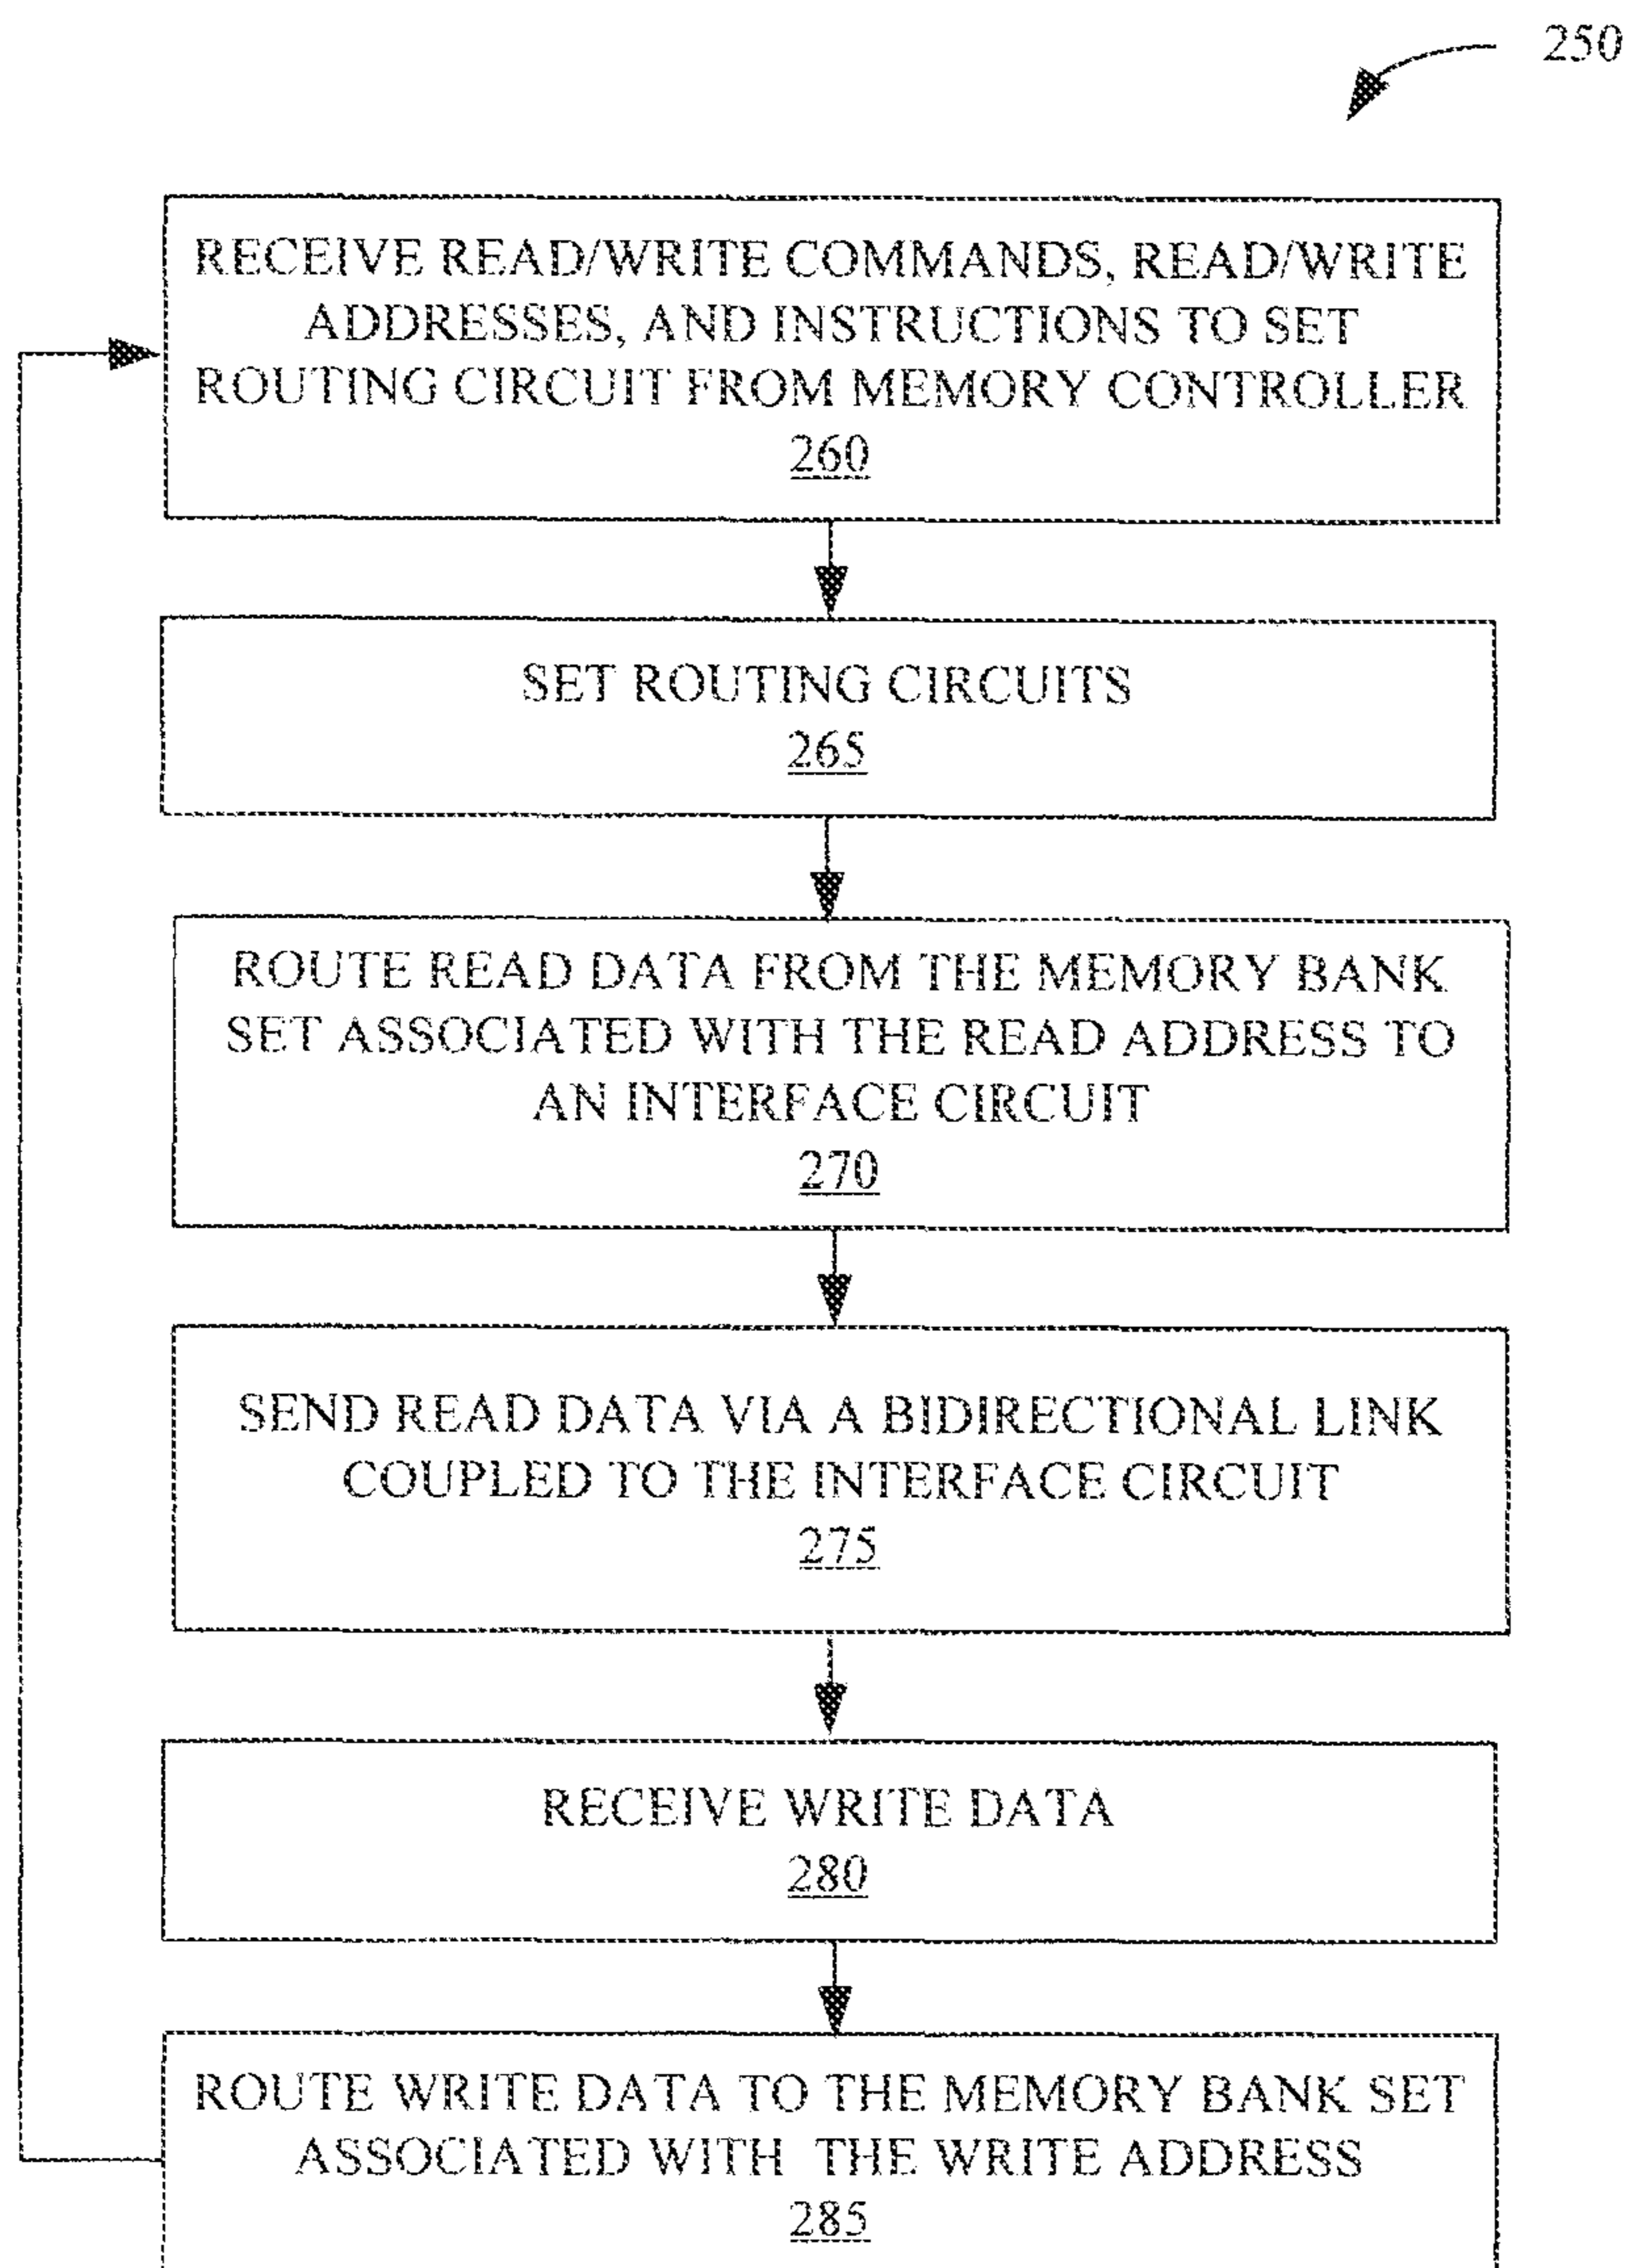 250
RECEIVE READ/WRITE COMMANDS, READ/WRITE
ADDRESSES, AND INSTRUCTIONS TO SET
ROUTING CIRCUIT FROM MEMORY CONTROLLER
260
SET ROUTING CIRCUITS
265
ROUTE READ DATA FROM THE MEMORY BANK
SET ASSOCIATED WITH THE READ ADDRESS TO
AN INTERFACE CIRCUIT
270
SEND READ DATA VIA A BIDIRECTIONAL LINK
COUPLED TO THE INTERFACE CIRCUIT
275
RECEIVE WRITE DATA
280
ROUTE WRITE DATA TO THE MEMORY BANK SET
ASSOCIATED WITH THE WRITE ADDRESS
285